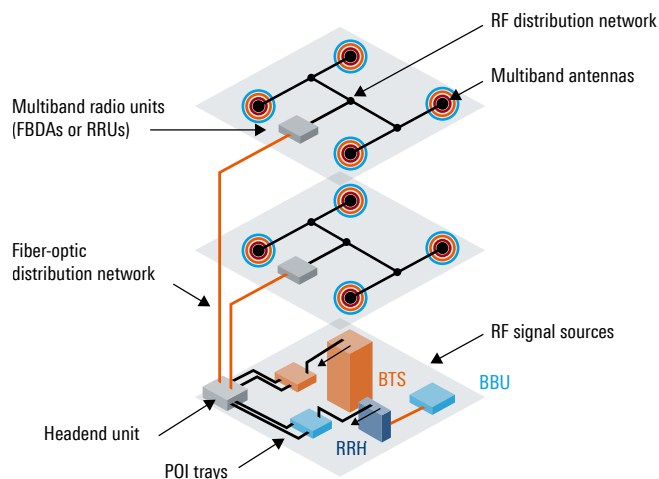 RF distribution network
Multiband antennas
Multiband radio units
(FBDAs or RRUs)
Fiber-optic
distribution network
RF signal sources
BTS
BBU
Headend unit
RRH
POI trays